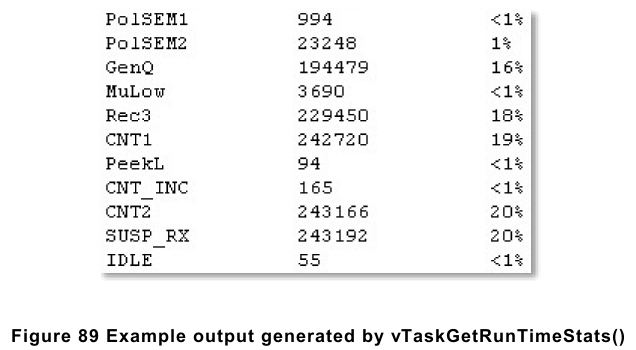 PolSEM1 994 <1%
PolSEM2 23248 1%
GenQ 194479 16%
MuLow 3690 <1%
Rec3 229450 18%
CNT1 242720 19%
PeekL 94 <1%
CNT_INC 165 <1%
CNT2 243166 20%
SUSP_RX 243192 20%
IDLE 55 <1%
Figure 89 Example output generated by vTaskGetRunTimeStats()